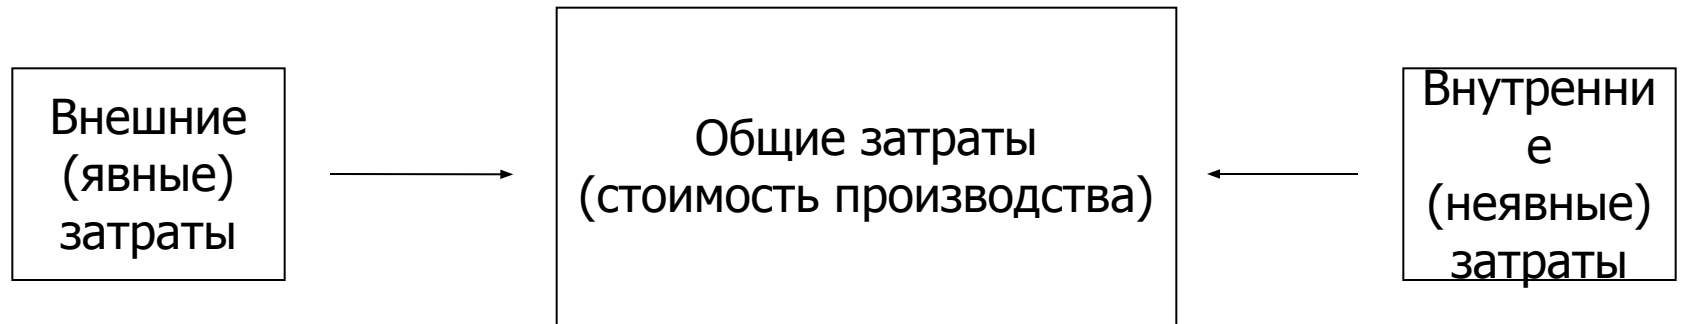 Внешние
(явные)
затраты
Общие затраты
(стоимость производства)
Внутренни
е
(неявные)
затраты